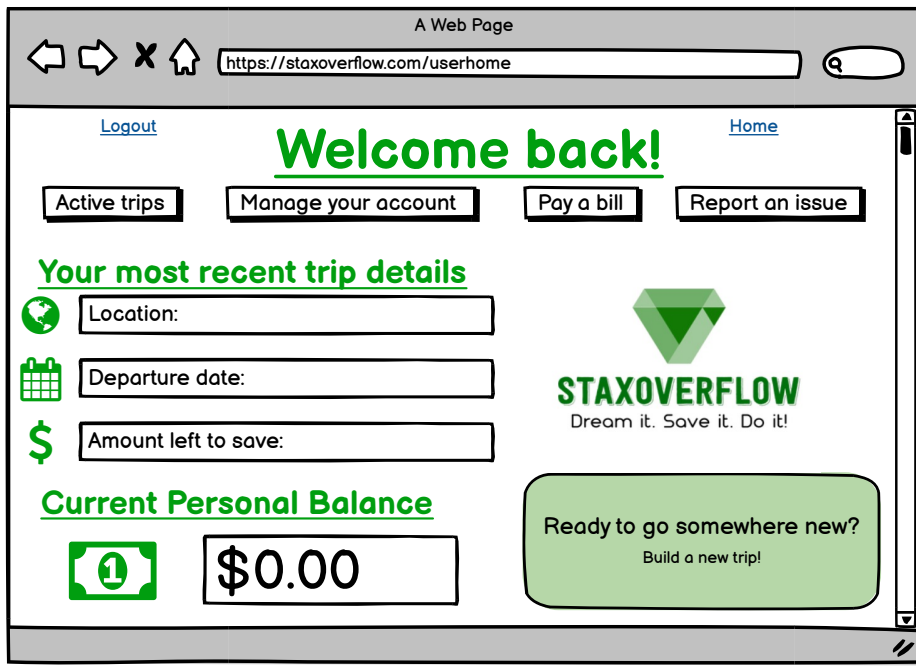 A Web Page
https://staxoverflow.com/userhome
Logout
Home
Welcome back!
Active trips
Manage your account
Pay a bill
Report an issue
Your most recent trip details
Location:
Departure date:
Amount left to save:
STAXOVERFLOW
Dream it. Save it. Do it!
Current Personal Balance
1
$0.00
Ready to go somewhere new?
Build a new trip!